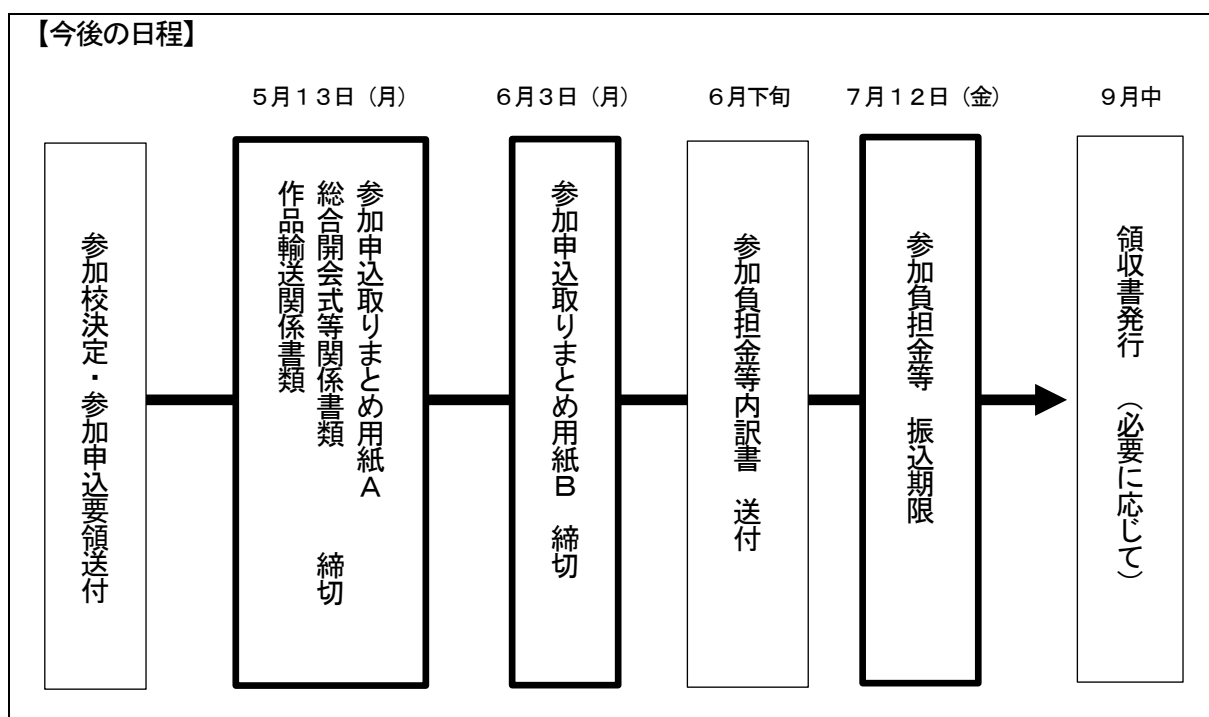 【今後の日程】
５月１３日（月）
６月３日（月）
６月下旬
７月１２日（金）
９月中
参加校決定・参加申込要領送付
参加申込取りまとめ用紙Ａ
総合開会式等関係書類　締切
作品輸送関係書類
参加申込取りまとめ用紙Ｂ　締切
参加負担金等内訳書　送付
参加負担金等　振込期限
領収書発行　（必要に応じて）